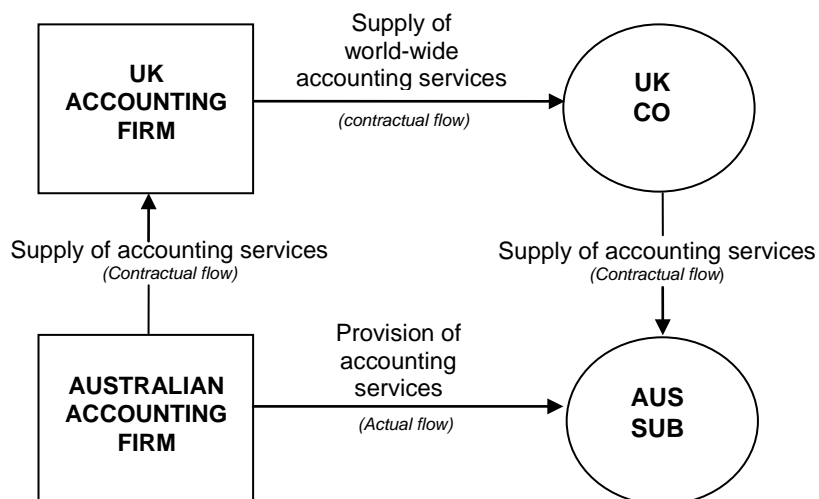 Supply of
world-wide
accounting services
(contractual flow)
UK
ACCOUNTING
FIRM
UK
CO
Supply of accounting services
(Contractual flow)
Supply of accounting services
(Contractual flow)
Provision of
accounting
services
(Actual flow)
AUSTRALIAN
ACCOUNTING
FIRM
AUS
SUB